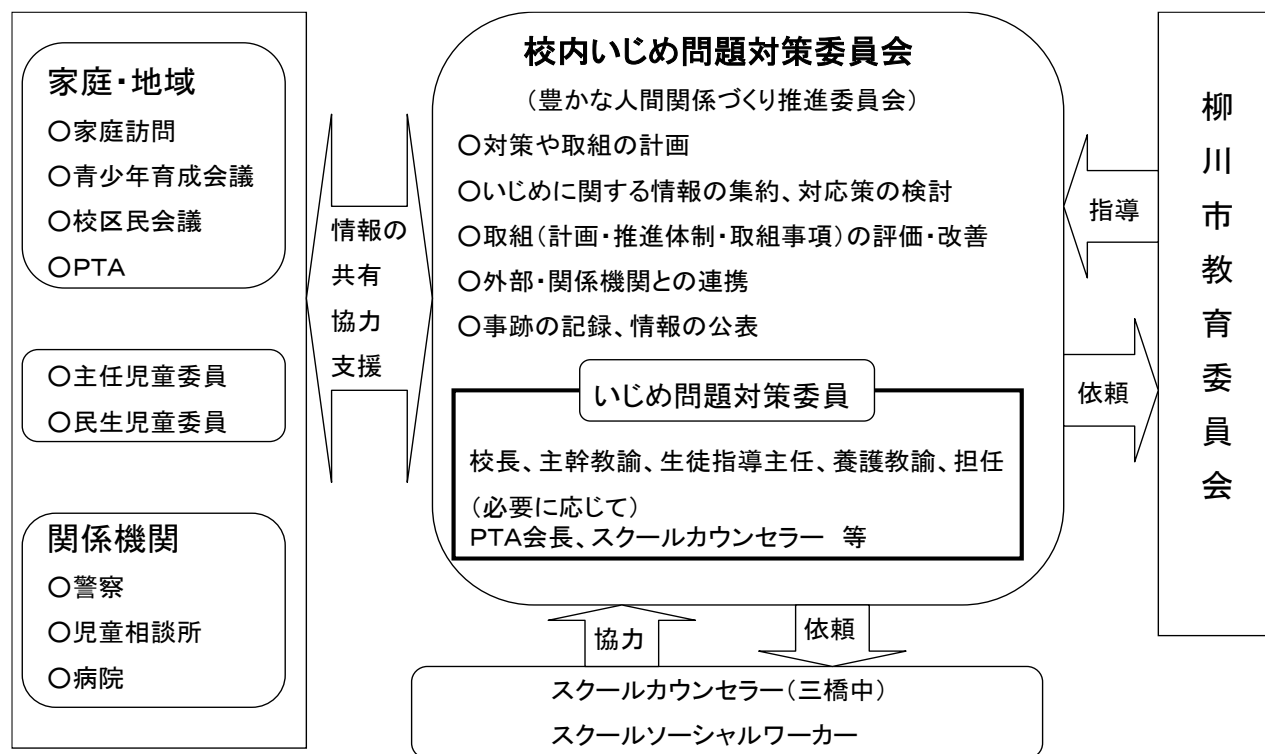 家庭・地域
○家庭訪問
○青少年育成会議
○校区民会議
○PTA
○主任児童委員
○民生児童委員
関係機関
○警察
○児童相談所
○病院
情報の
共有
協力
支援
校内いじめ問題対策委員会
（豊かな人間関係づくり推進委員会）
○対策や取組の計画
○いじめに関する情報の集約、対応策の検討
○取組（計画・推進体制・取組事項）の評価・改善
○外部・関係機関との連携
○事跡の記録、情報の公表
いじめ問題対策委員
校長、主幹教諭、生徒指導主任、養護教諭、担任
（必要に応じて）
PTA会長、スクールカウンセラー　等
指導
依頼
柳川市教育委員会
協力
依頼
スクールカウンセラー（三橋中）
スクールソーシャルワーカー